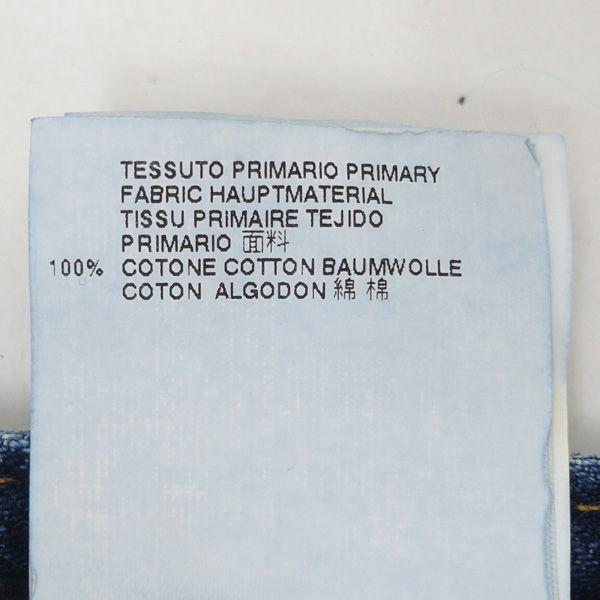 TESSUTO PRIMARIO PRIMARY
FABRIC HAUPTMATERIAL
TISSU PRIMAIRE TEJIDO
PRIMARIO 面料
100% COTONE COTTON BAUMWOLLE
COTON ALGODON 綿 棉